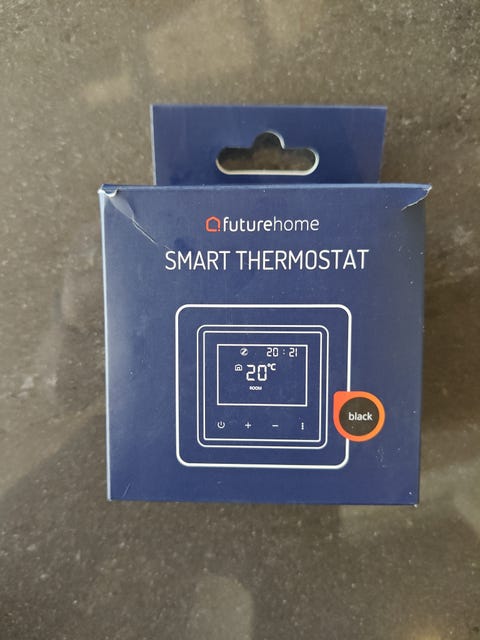 futurehome
SMART THERMOSTAT
20:21
20°C
ROOM
black